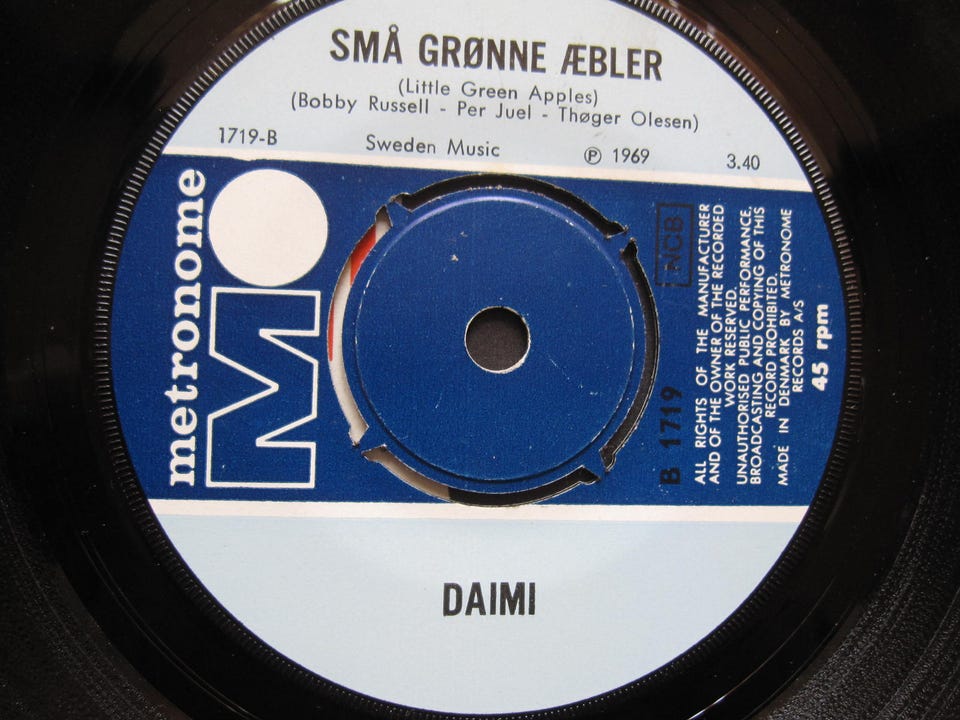 SMÅ GRØNNE ÆBLER
(Little Green Apples)
(Bobby Russell - Per Juel - Thøger Olesen)
1719-B
Sweden Music
Ⓟ 1969
3.40
metronome
M
NCB
B 1719
ALL RIGHTS OF THE MANUFACTURER
AND OF THE OWNER OF THE RECORDED
WORK RESERVED.
UNAUTHORISED PUBLIC PERFORMANCE,
BROADCASTING AND COPYING OF THIS
RECORD PROHIBITED.
MADE IN DENMARK BY METRONOME
RECORDS A/S
45 rpm
DAIMI